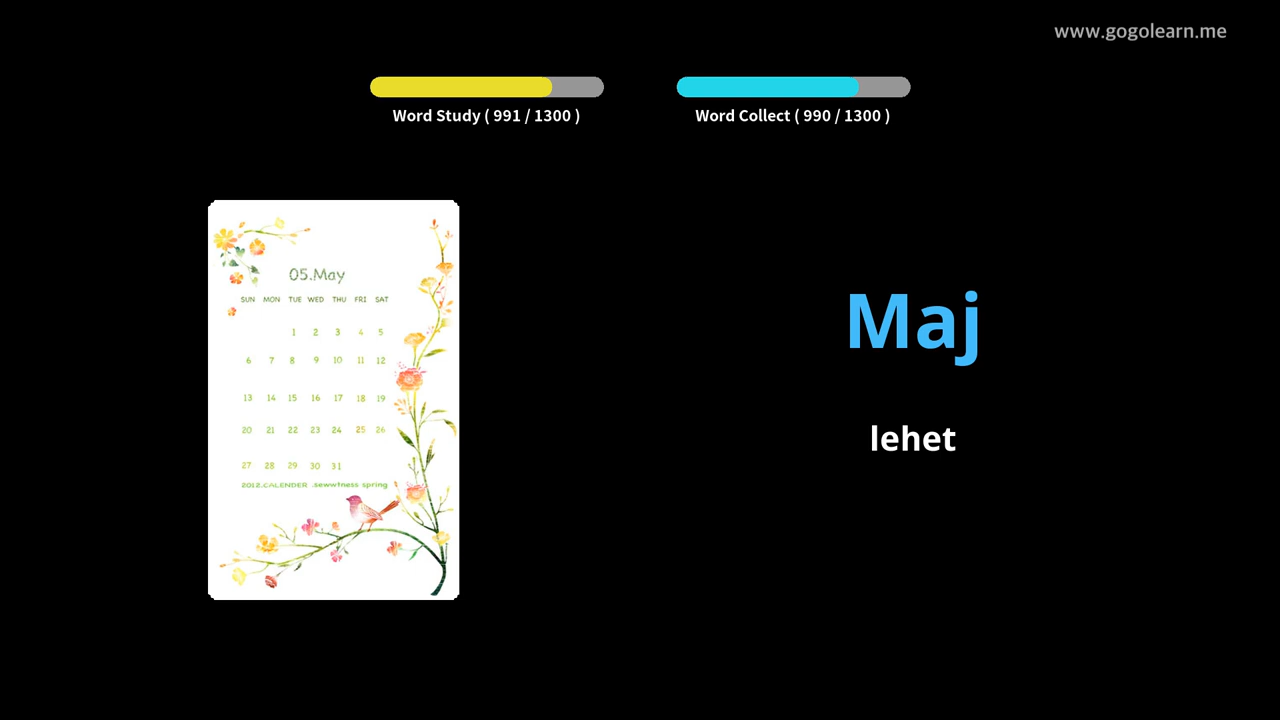 www.gogolearn.me
Word Study ( 991 / 1300 )
Word Collect ( 990 / 1300 )
05.May
SUN MON TUE WED THU FRI SAT
1 2 3 4 5
6 7 8 9 10 11 12
13 14 15 16 17 18 19
20 21 22 23 24 25 26
27 28 29 30 31
2012.CALENDER .sewwtness spring
Maj
lehet